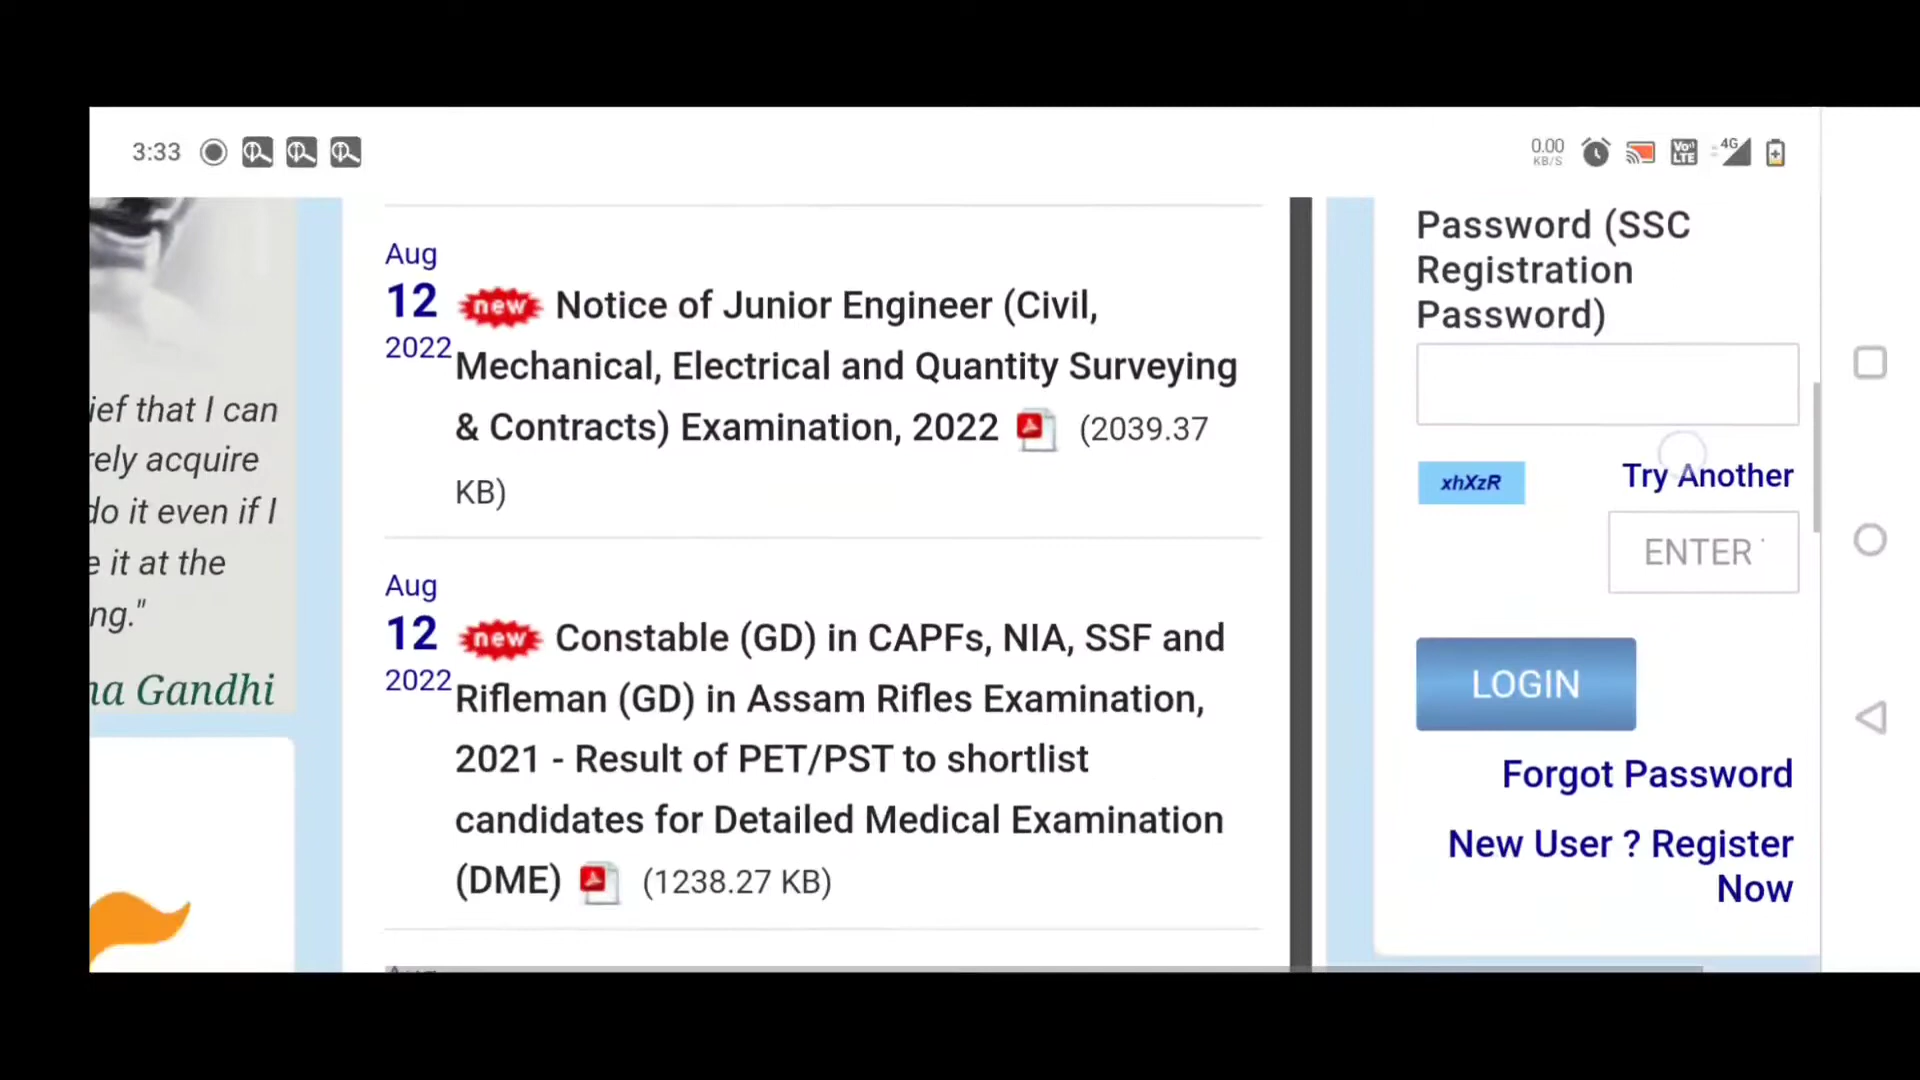 3:33
0.00
KB/S
Vo))
LTE
4G
ief that I can
rely acquire
do it even if I
e it at the
ng."
na Gandhi
Aug
12
2022
new Notice of Junior Engineer (Civil,
Mechanical, Electrical and Quantity Surveying
& Contracts) Examination, 2022 (2039.37
KB)
Aug
12
2022
new Constable (GD) in CAPFs, NIA, SSF and
Rifleman (GD) in Assam Rifles Examination,
2021 - Result of PET/PST to shortlist
candidates for Detailed Medical Examination
(DME) (1238.27 KB)
Password (SSC
Registration
Password)
xhXzR
Try Another
ENTER
LOGIN
Forgot Password
New User ? Register
Now